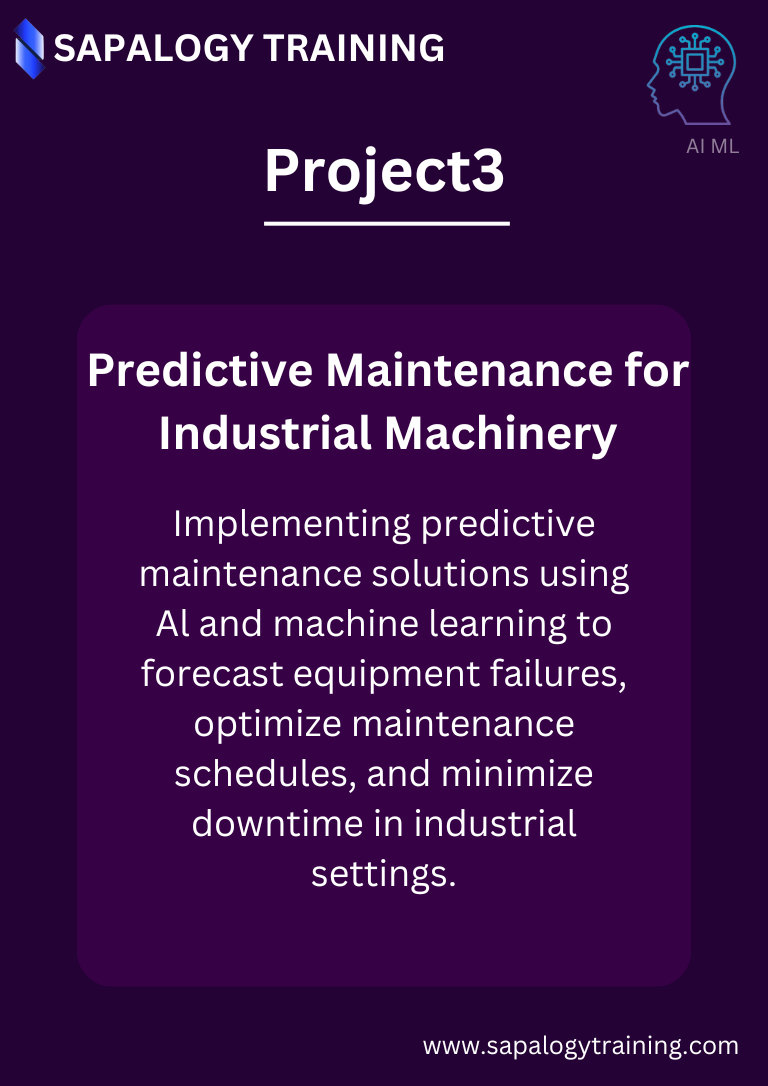 SAPALOGY TRAINING
AI ML
Project3
Predictive Maintenance for
Industrial Machinery
Implementing predictive
maintenance solutions using
AI and machine learning to
forecast equipment failures,
optimize maintenance
schedules, and minimize
downtime in industrial
settings.
www.sapalogytraining.com